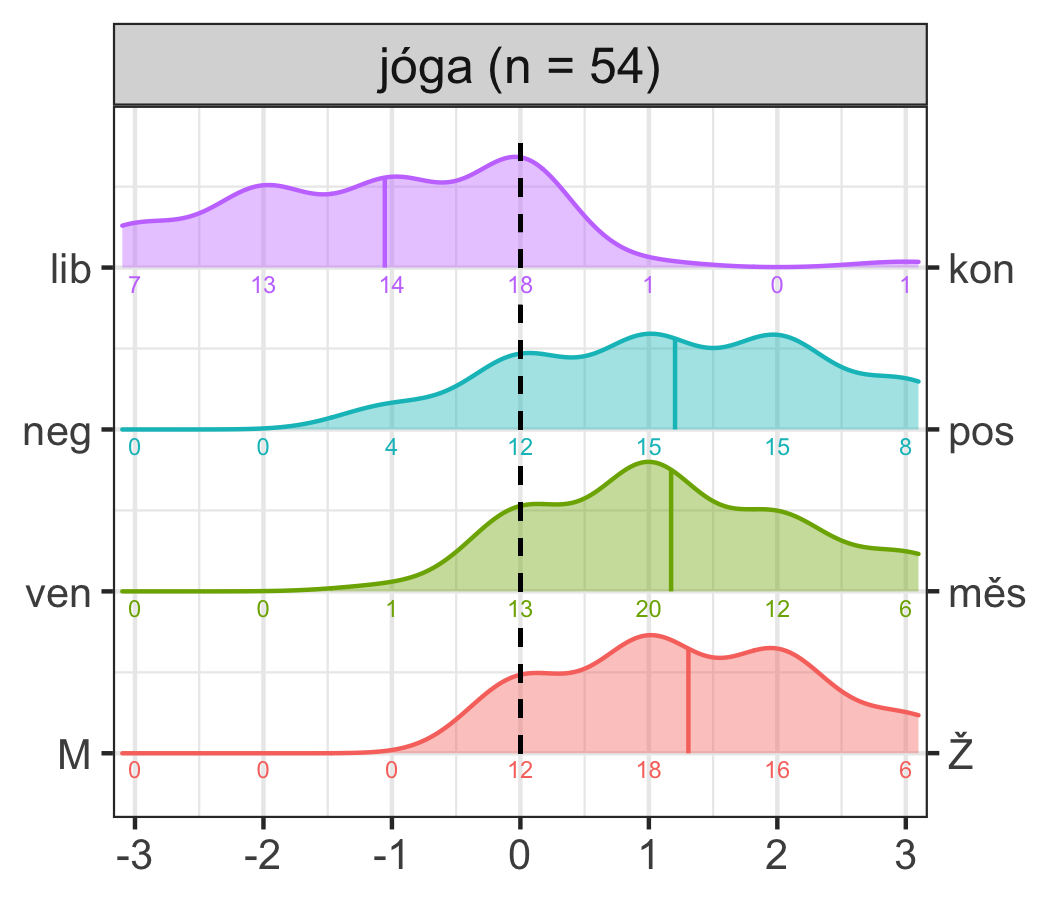 jóga (n = 54)
lib kon
7 13 14 18 1 0 1
neg pos
0 0 4 12 15 15 8
ven měs
0 0 1 13 20 12 6
M Ž
0 0 0 12 18 16 6
-3 -2 -1 0 1 2 3